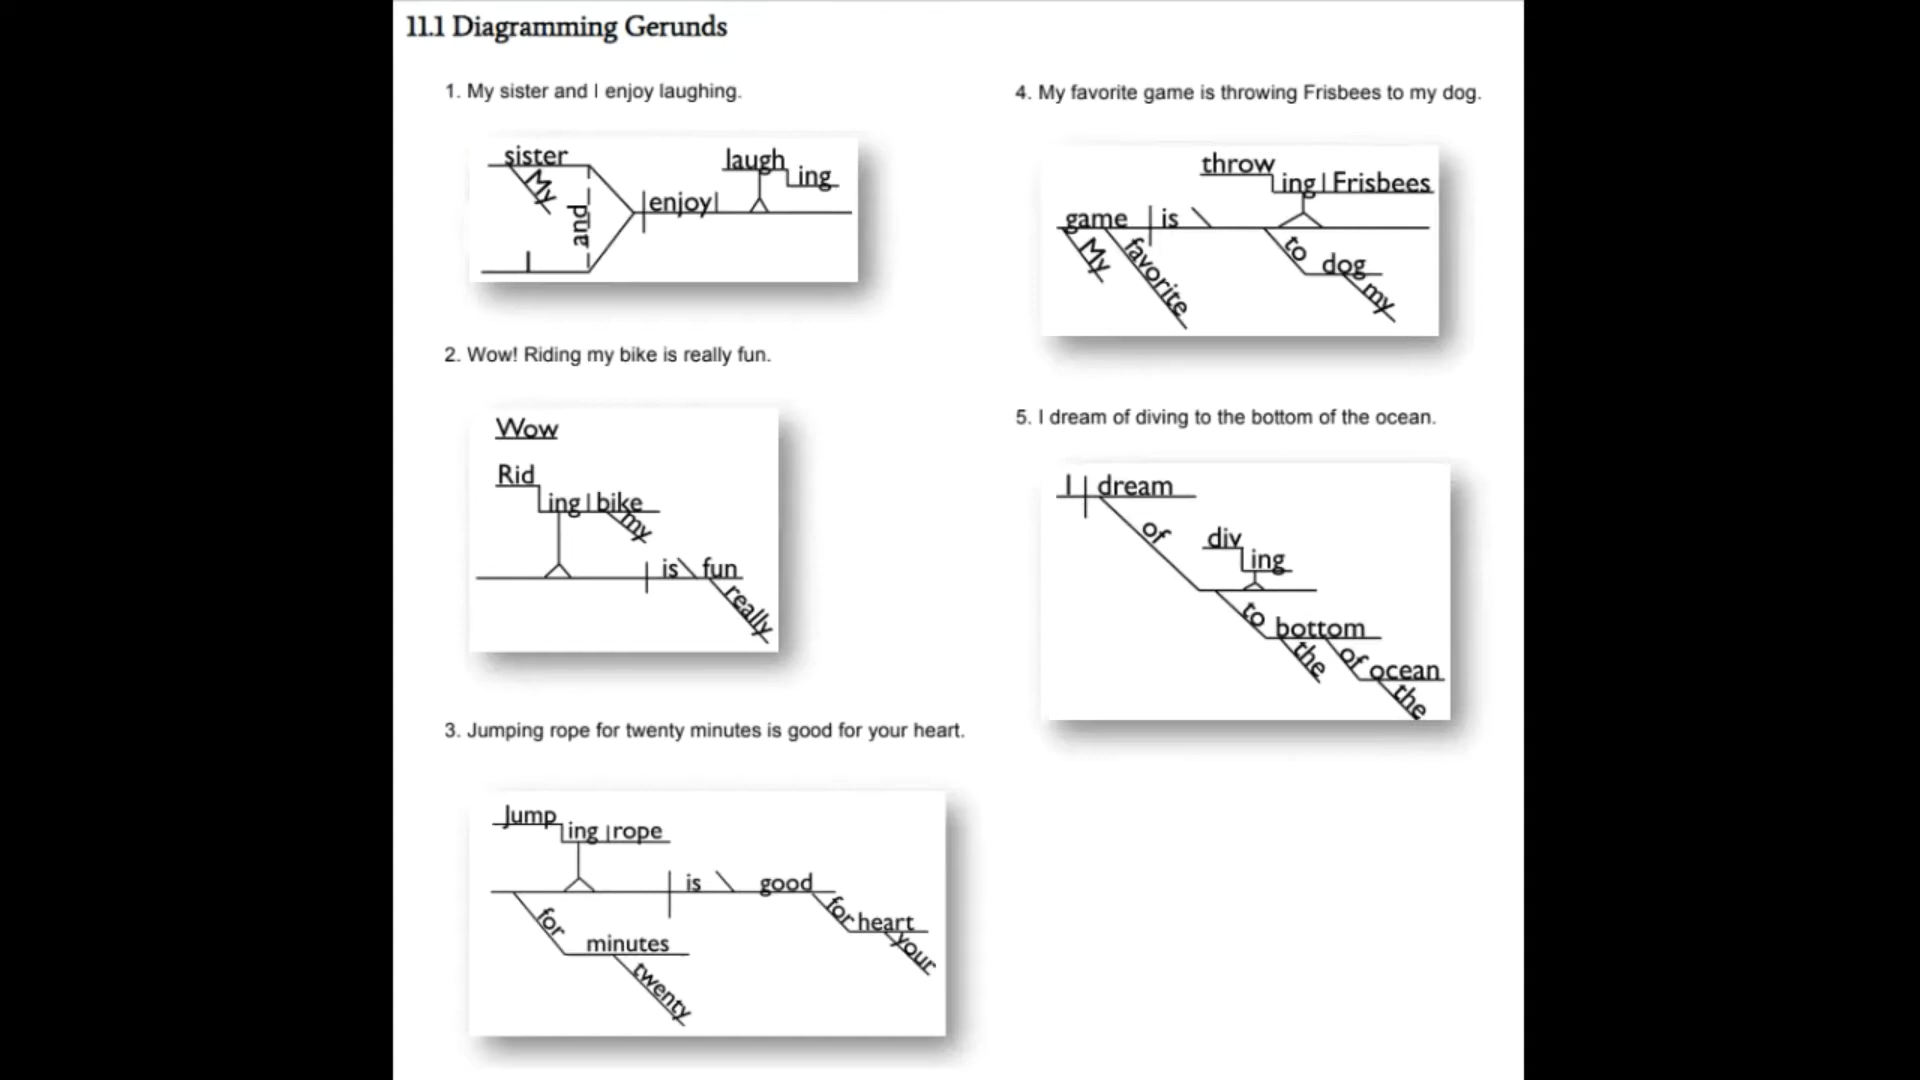 11.1 Diagramming Gerunds
1. My sister and I enjoy laughing.
sister
My
and
I
enjoy
laugh
ing
2. Wow! Riding my bike is really fun.
Wow
Rid
ing bike
my
is fun
really
3. Jumping rope for twenty minutes is good for your heart.
Jump
ing rope
is good
for heart
your
for
minutes
twenty
4. My favorite game is throwing Frisbees to my dog.
throw
ing Frisbees
game is
My
favorite
to dog
my
5. I dream of diving to the bottom of the ocean.
I dream
of
div
ing
to bottom
the
of ocean
the